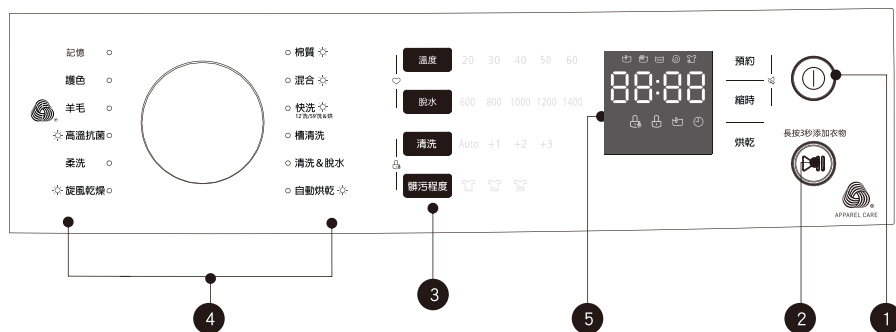 記憶
護色
羊毛
高溫抗菌
柔洗
旋風乾燥
棉質
混合
快洗
12'洗/59'洗&烘
槽清洗
清洗&脫水
自動烘乾
溫度 20 30 40 50 60
脫水 600 800 1000 1200 1400
清洗 Auto +1 +2 +3
髒污程度
88:88
預約
縮時
烘乾
長按3秒添加衣物
APPAREL CARE
4
3
5
2
1